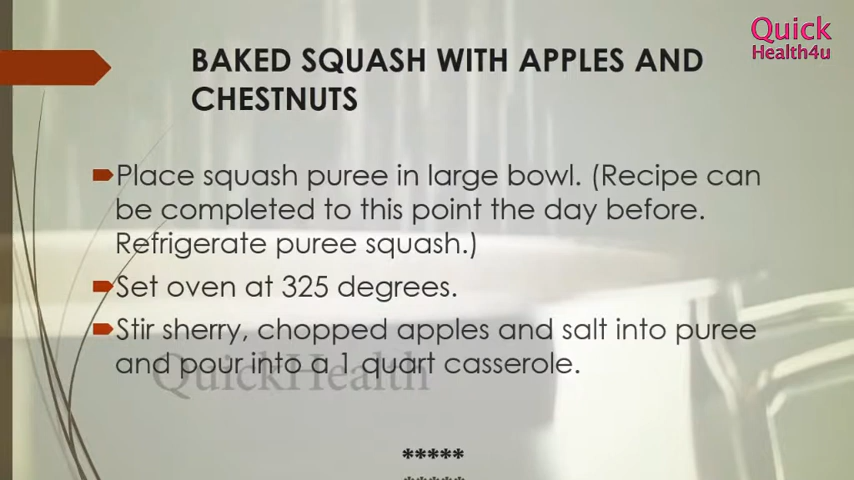 Quick
Health4u
BAKED SQUASH WITH APPLES AND
CHESTNUTS
Place squash puree in large bowl. (Recipe can
be completed to this point the day before.
Refrigerate puree squash.)
Set oven at 325 degrees.
Stir sherry, chopped apples and salt into puree
and pour into a 1 quart casserole.
QuickHealth
*****
*****